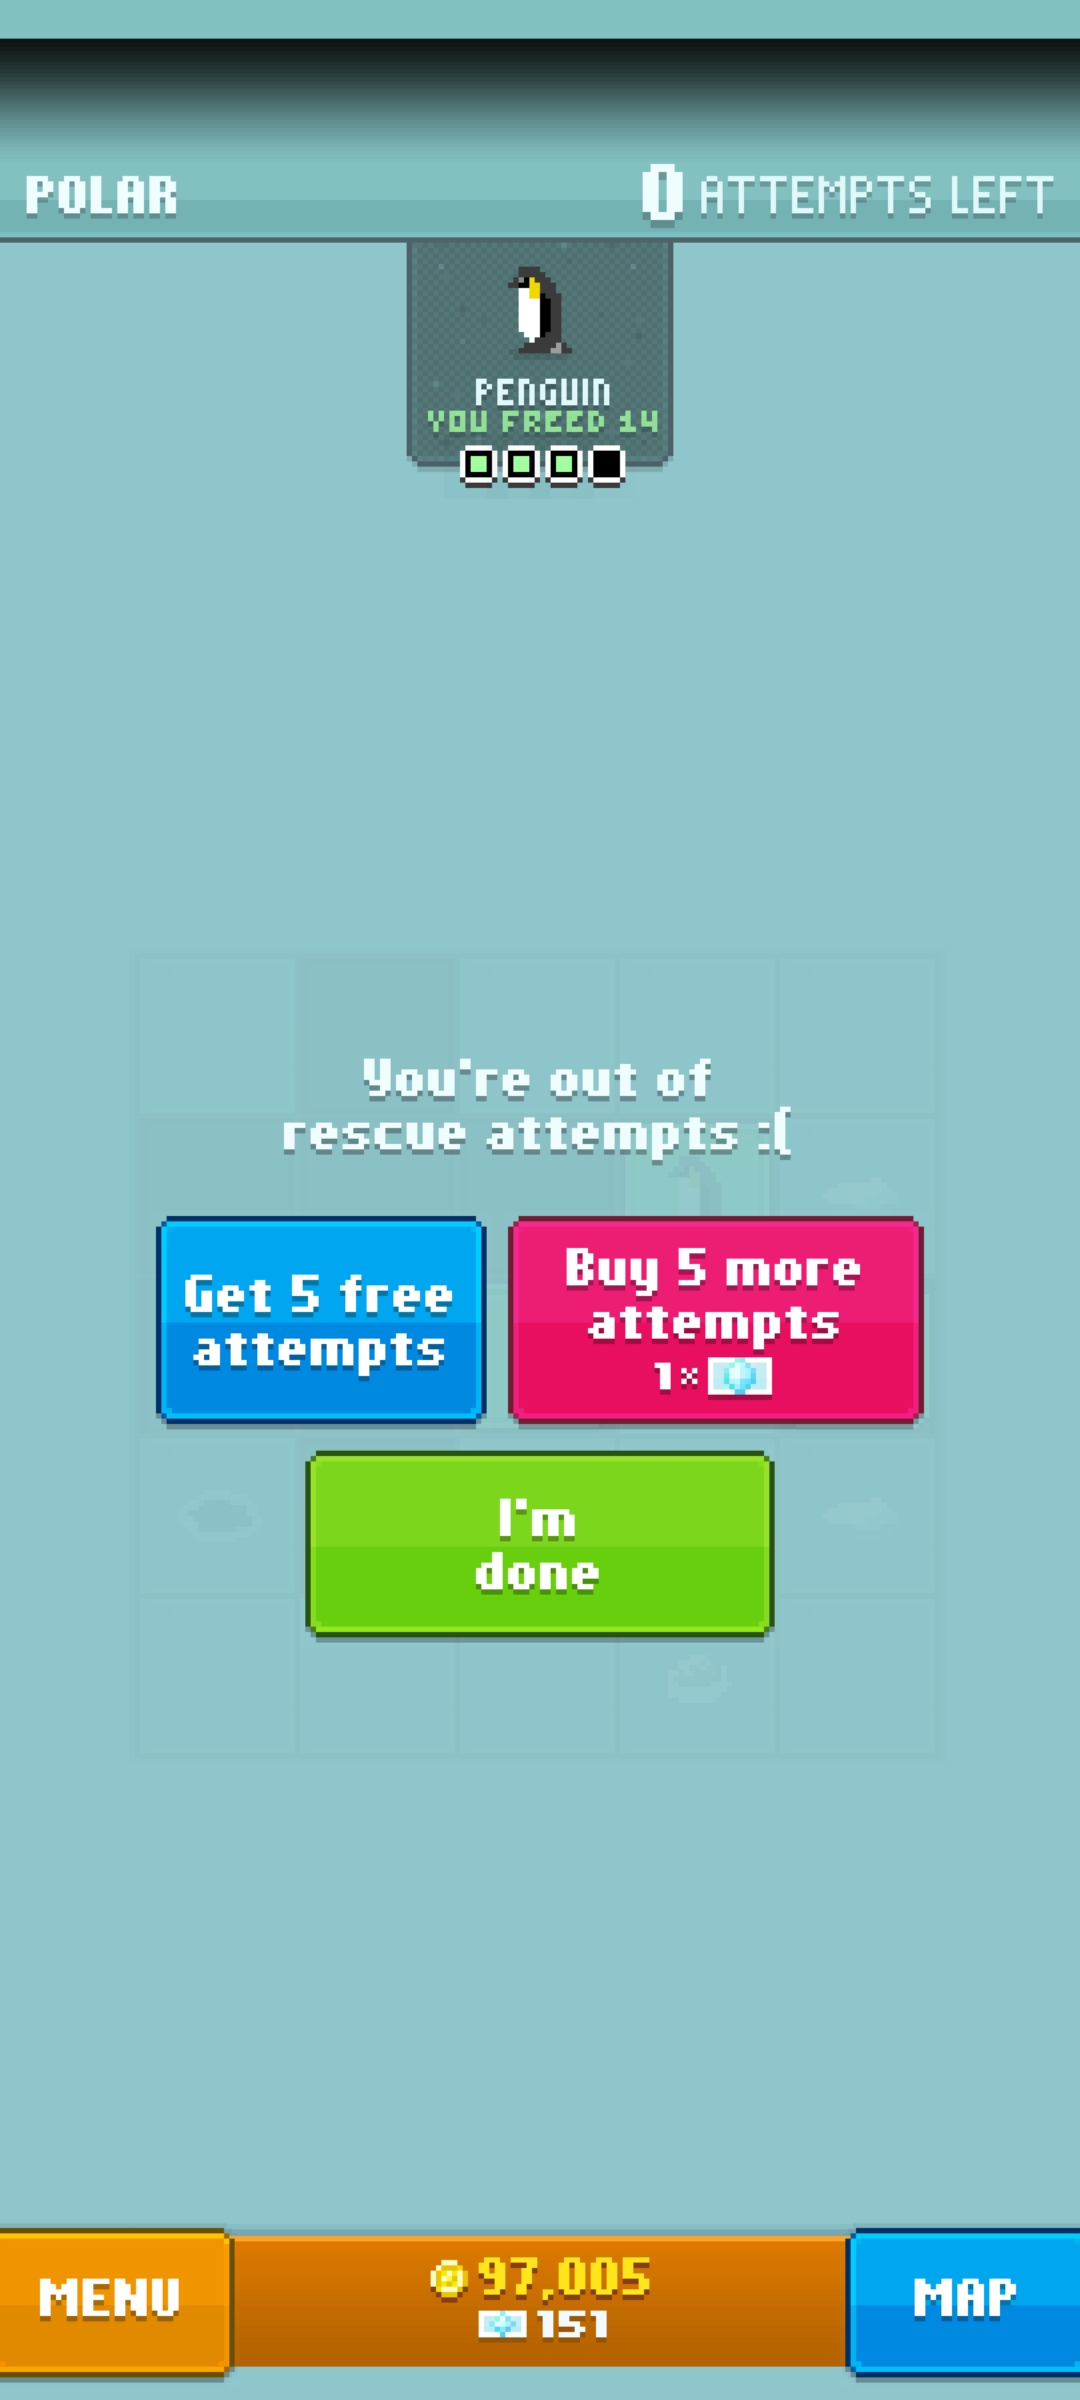 POLAR
0 ATTEMPTS LEFT
PENGUIN
YOU FREED 14
You're out of
rescue attempts :(
Get 5 free
attempts
Buy 5 more
attempts
1×
I'm
done
MENU
97,005
151
MAP